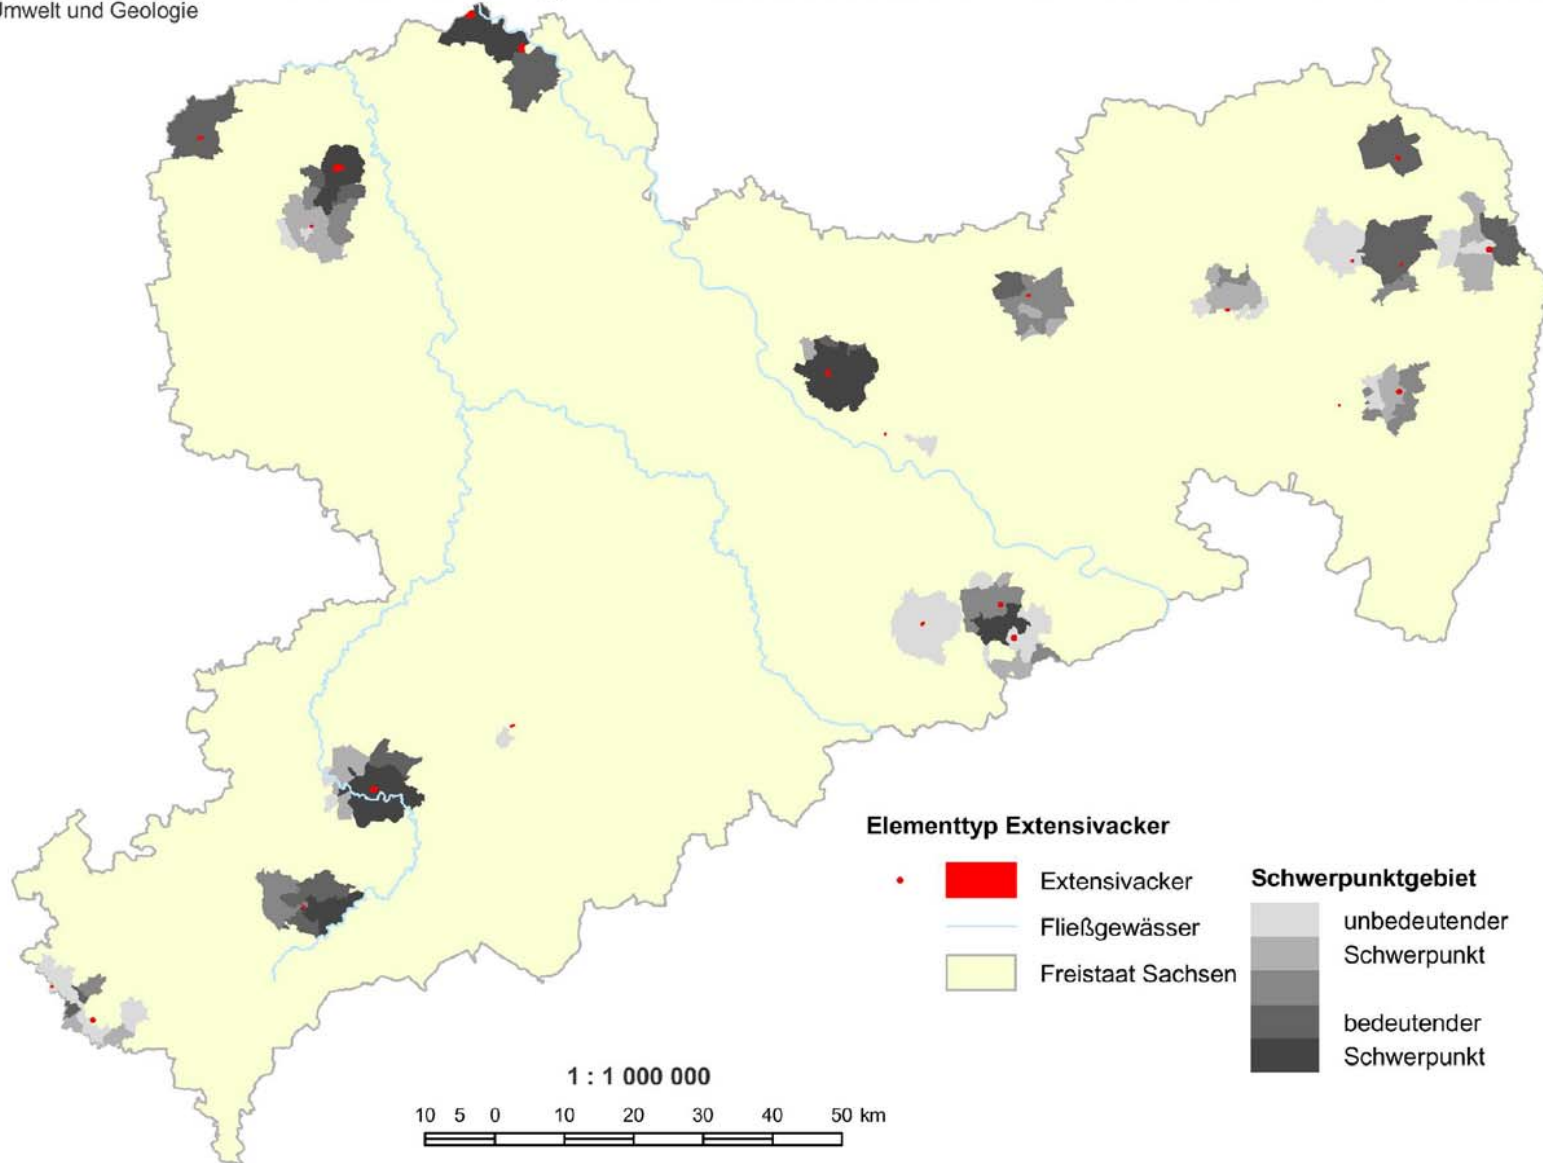 Umwelt und Geologie
Elementtyp Extensivacker
Extensivacker
Fließgewässer
Freistaat Sachsen
Schwerpunktgebiet
unbedeutender
Schwerpunkt
bedeutender
Schwerpunkt
1 : 1 000 000
10 5 0 10 20 30 40 50 km